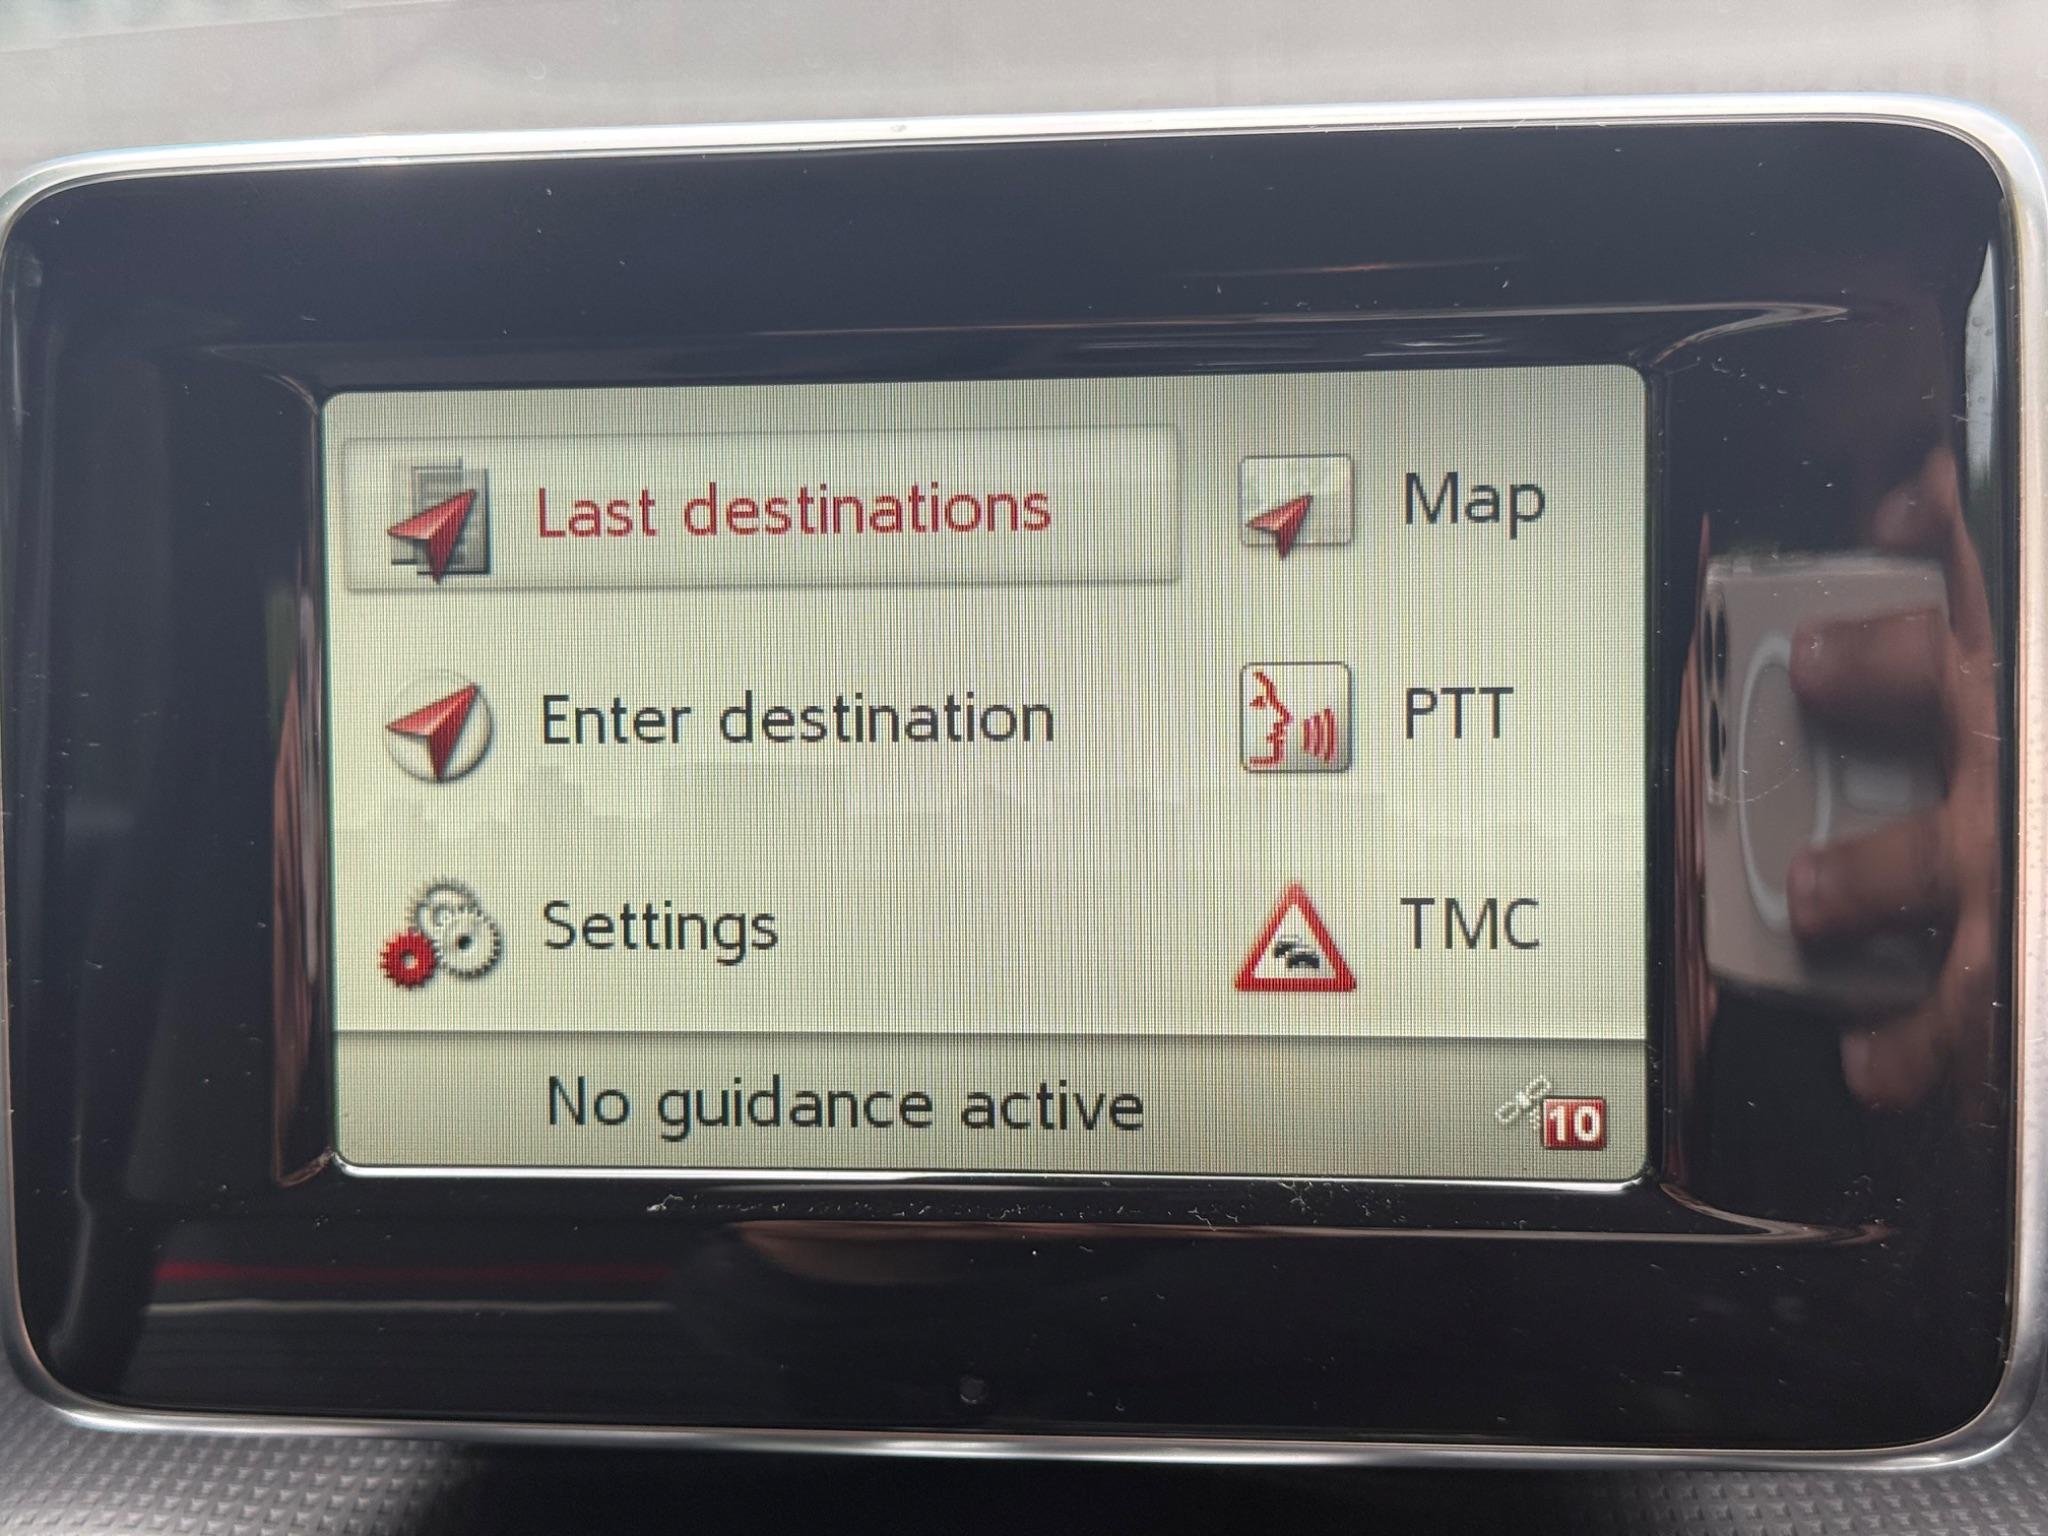 Last destinations
Map
Enter destination
PTT
Settings
TMC
No guidance active
10